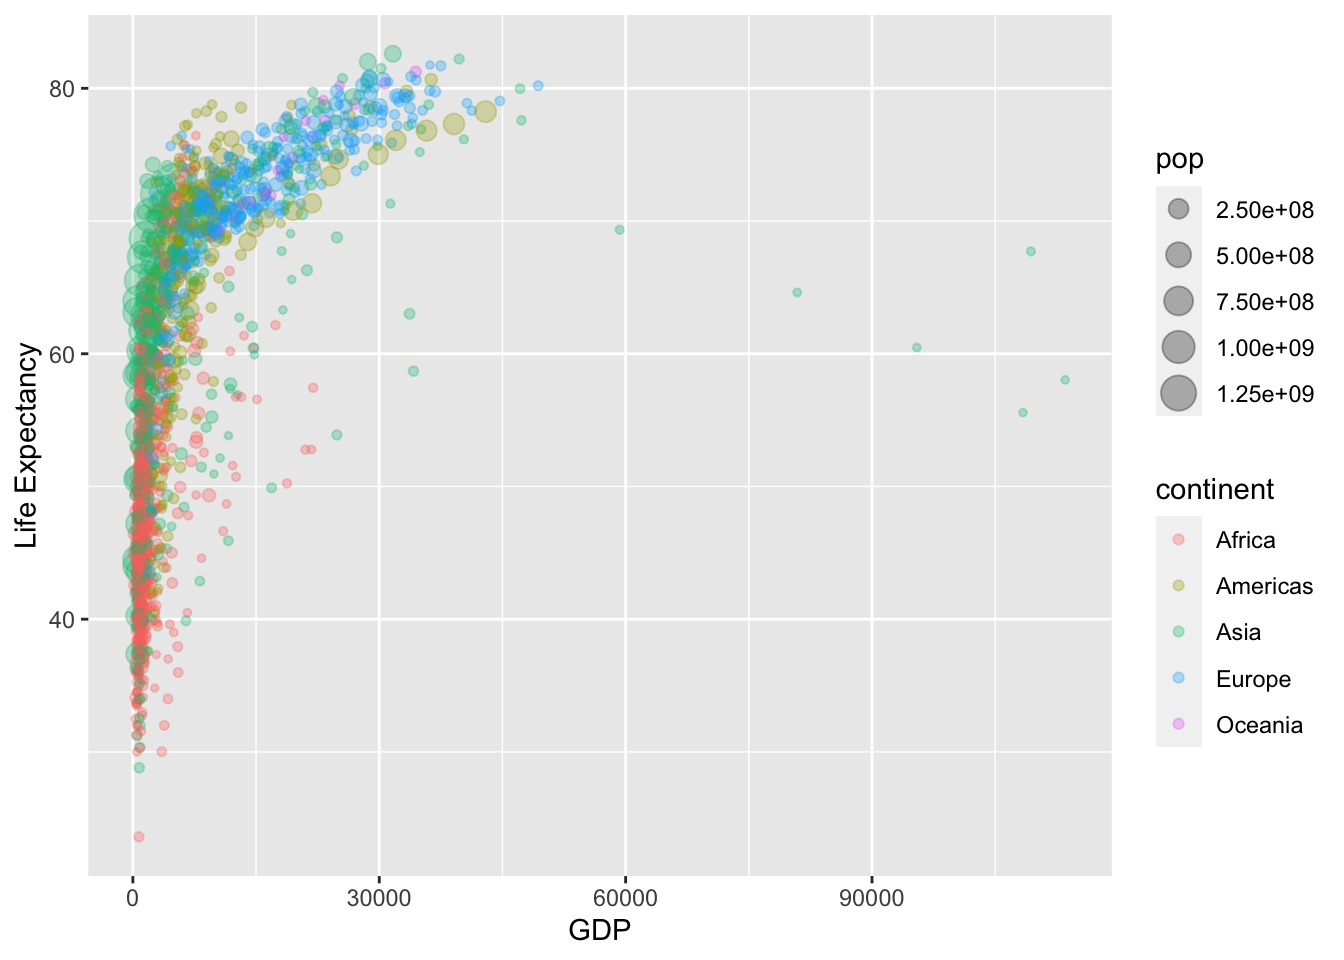 80
60
40
Life Expectancy
0
30000
60000
90000
GDP
pop
2.50e+08
5.00e+08
7.50e+08
1.00e+09
1.25e+09
continent
Africa
Americas
Asia
Europe
Oceania